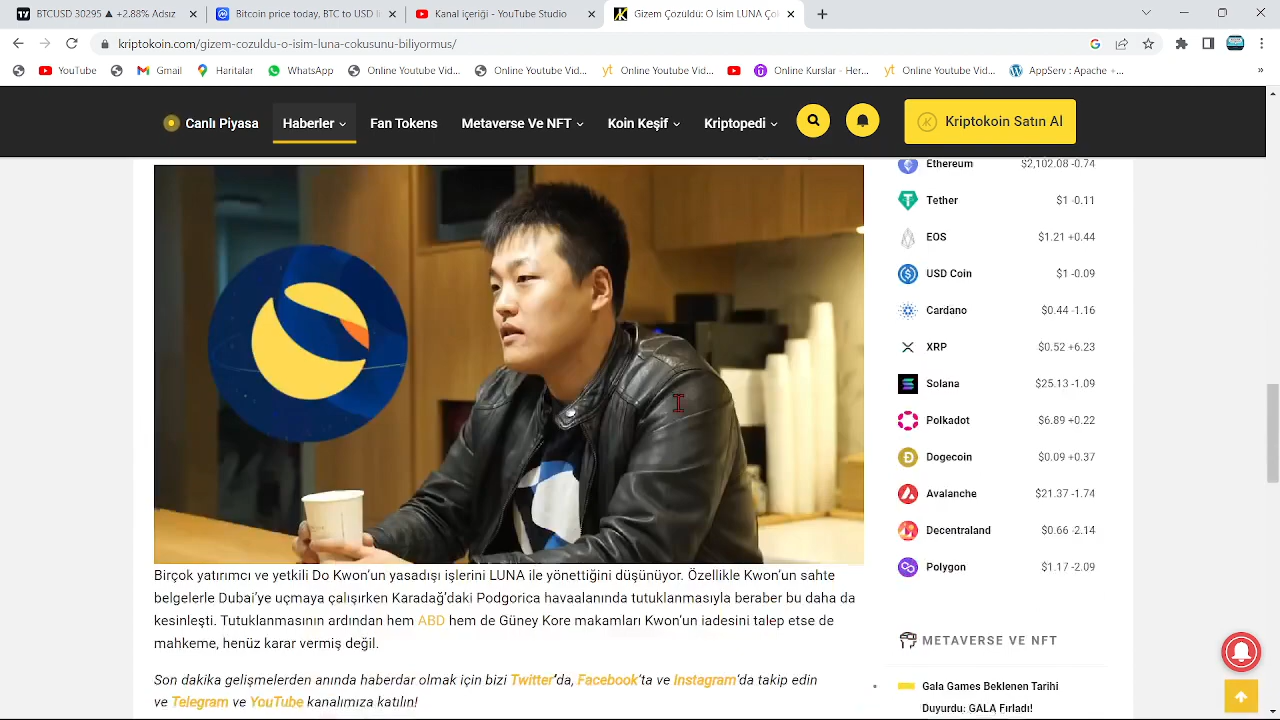 BTCUSD 30295 ▲ +2.88% Adsız
Bitcoin price today, BTC to USD li
Kanal içeriği - YouTube Studio
Gizem Çözüldü: O İsim LUNA Çö
kriptokoin.com/gizem-cozuldu-o-isim-luna-cokusunu-biliyormus/
YouTube
Gmail
Haritalar
WhatsApp
Online Youtube Vid...
Online Youtube Vid...
Online Youtube Vid...
Online Kurslar - Her...
Online Youtube Vid...
AppServ : Apache +...
»
Canlı Piyasa
Haberler
Fan Tokens
Metaverse Ve NFT
Koin Keşif
Kriptopedi
Kriptokoin Satın Al
Ethereum $2,102.08 -0.74
Tether $1 -0.11
EOS $1.21 +0.44
USD Coin $1 -0.09
Cardano $0.44 -1.16
XRP $0.52 +6.23
Solana $25.13 -1.09
Polkadot $6.89 +0.22
Dogecoin $0.09 +0.37
Avalanche $21.37 -1.74
Decentraland $0.66 -2.14
Polygon $1.17 -2.09
Birçok yatırımcı ve yetkili Do Kwon'un yasadışı işlerini LUNA ile yönettiğini düşünüyor. Özellikle Kwon'un sahte
belgelerle Dubai'ye uçmaya çalışırken Karadağ'daki Podgorica havaalanında tutuklanmasıyla beraber bu daha da
kesinleşti. Tutuklanmasının ardından hem ABD hem de Güney Kore makamları Kwon'un iadesini talep etse de
mahkeme, henüz karar vermiş değil.
Son dakika gelişmelerden anında haberdar olmak için bizi Twitter'da, Facebook'ta ve Instagram'da takip edin
ve Telegram ve YouTube kanalımıza katılın!
METAVERSE VE NFT
Gala Games Beklenen Tarihi
Duyurdu: GALA Fırladı!